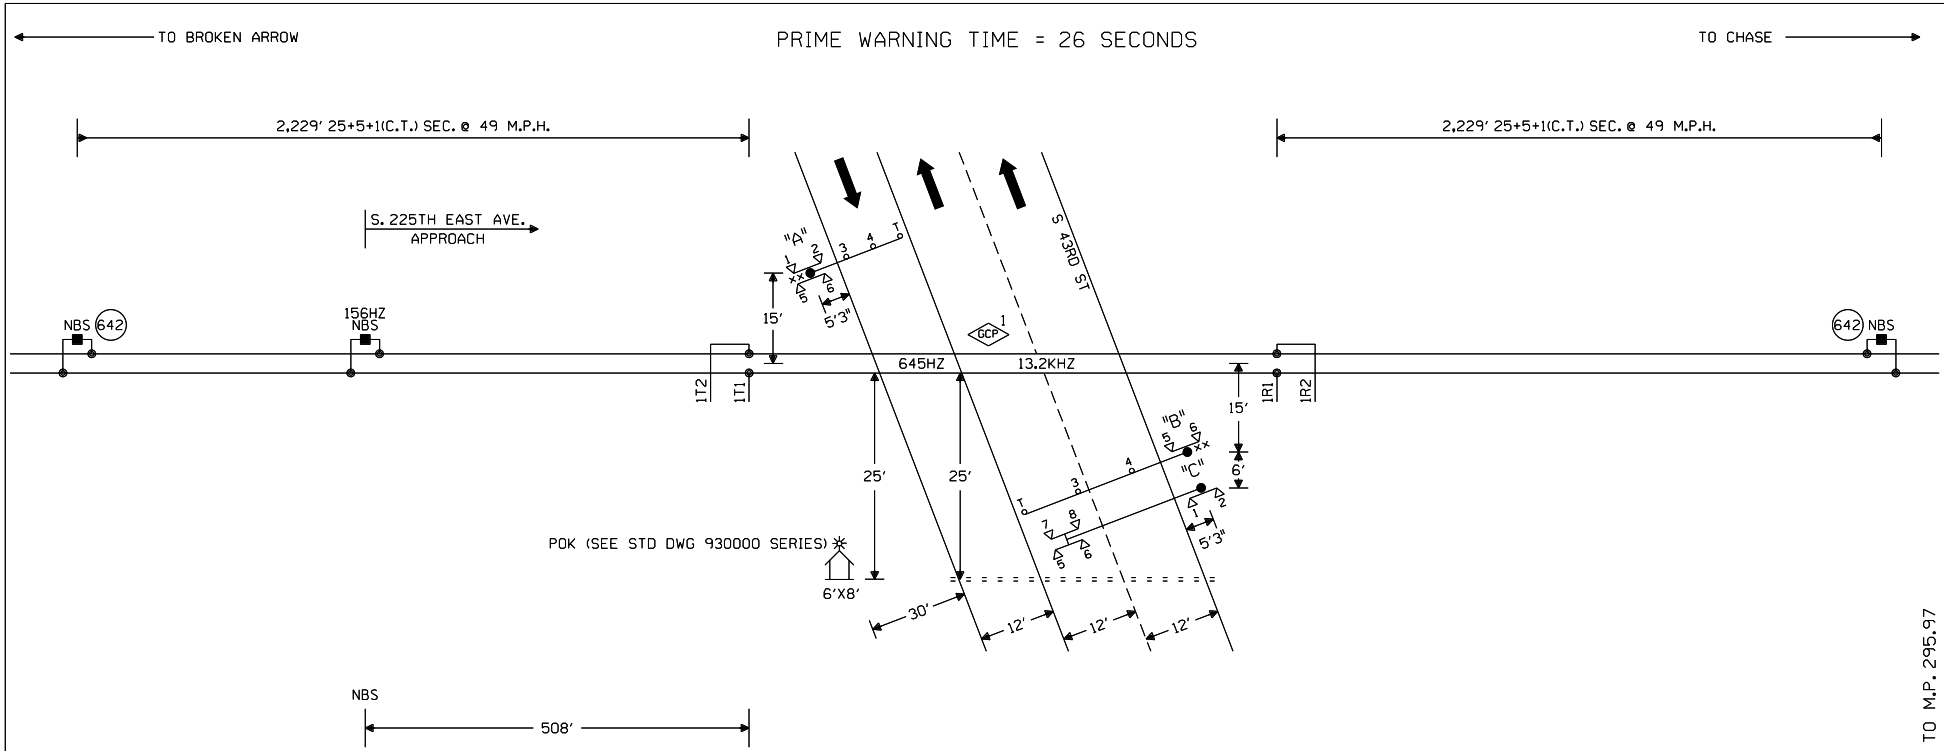 TO BROKEN ARROW
PRIME WARNING TIME = 26 SECONDS
TO CHASE
2,229' 25+5+1(C.T.) SEC. @ 49 M.P.H.
2,229' 25+5+1(C.T.) SEC. @ 49 M.P.H.
S. 225TH EAST AVE.
APPROACH
S 43RD ST
"A"
1
2
3
4
T
XX
5
6
5'3"
15'
NBS
642
156HZ
NBS
1
GCP
642
NBS
645HZ
13.2KHZ
1T2
1T1
1R1
1R2
15'
"B"
5
6
XX
T
3
4
"C"
6'
1
2
5'3"
7
8
5
6
25'
25'
POK (SEE STD DWG 930000 SERIES)
6'X8'
30'
12'
12'
12'
NBS
508'
TO M.P. 295.97